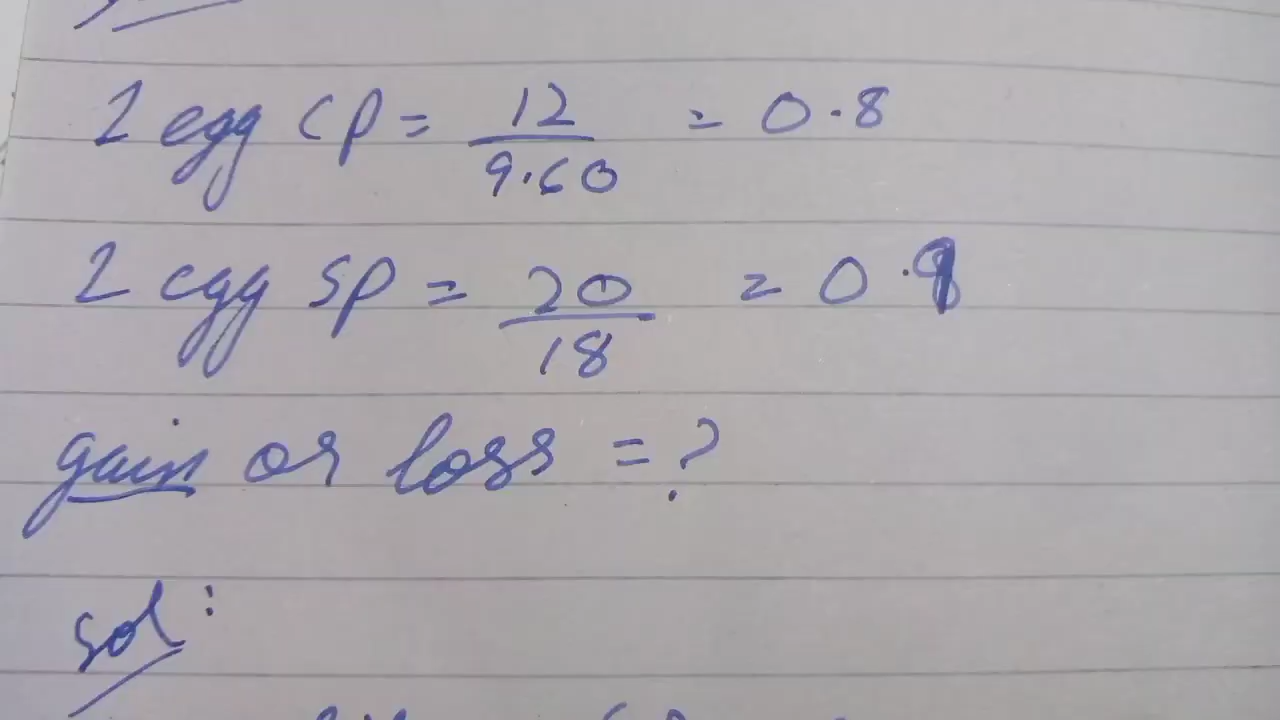 1 egg CP = 12/9.60 = 0.8
1 egg SP = 20/18 = 0.9
gain or loss = ?
sol: